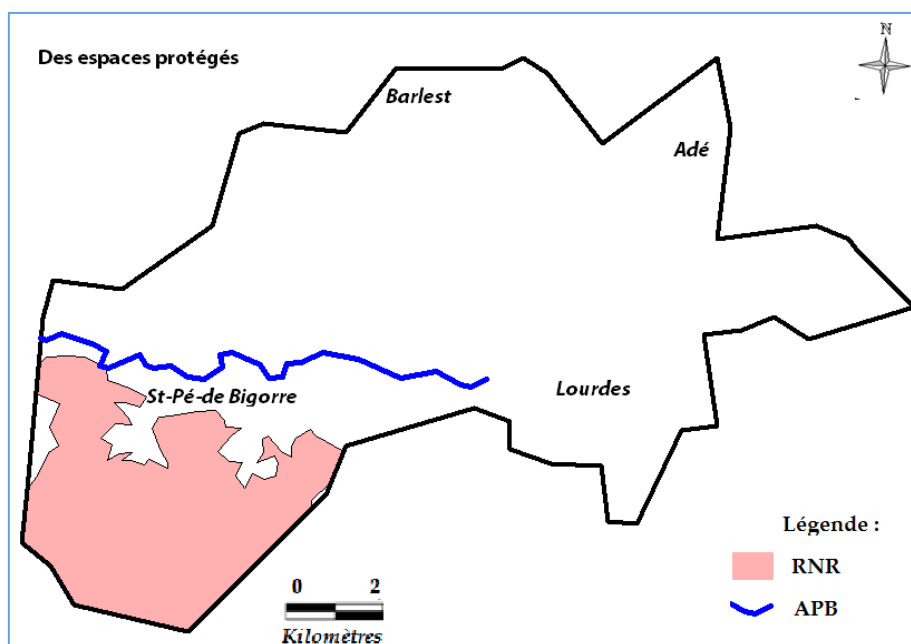 Des espaces protégés
N
Barlest
Adé
St-Pé-de Bigorre
Lourdes
Légende :
RNR
APB
0 2
Kilomètres